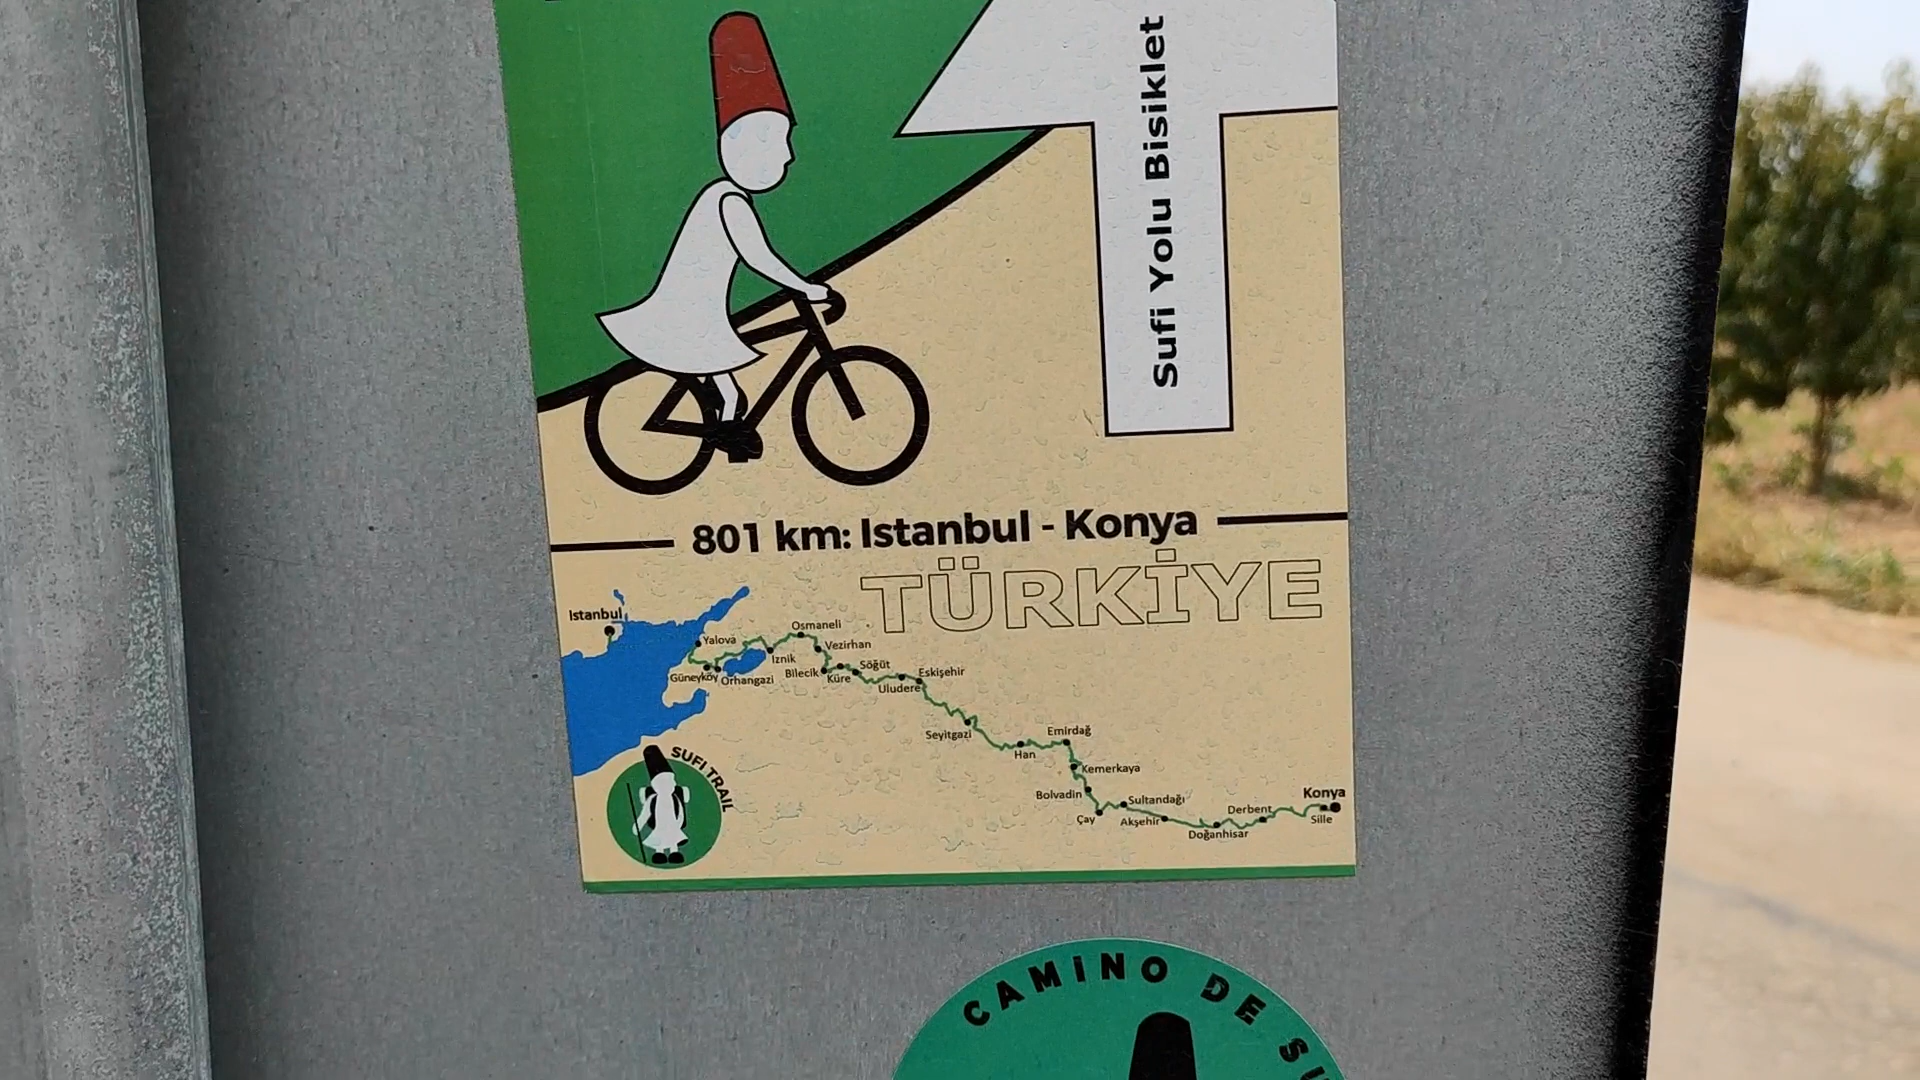 Sufi Yolu Bisiklet
801 km: Istanbul - Konya
TÜRKİYE
Istanbul
Yalova
Güneyköy
Orhangazi
Iznik
Osmaneli
Vezirhan
Bilecik
Küre
Söğüt
Uludere
Eskişehir
Seyitgazi
Han
Emirdağ
Kemerkaya
Bolvadin
Çay
Sultandağı
Akşehir
Doğanhisar
Derbent
Konya
Sille
SUFI TRAIL
CAMiNO DE